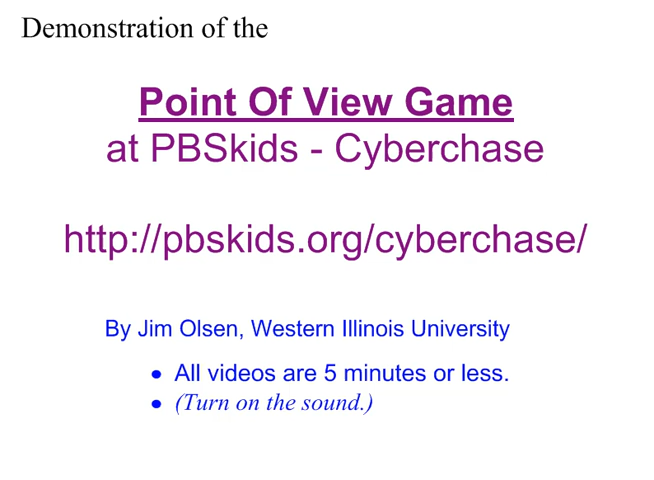 Demonstration of the
Point Of View Game
at PBSkids - Cyberchase
http://pbskids.org/cyberchase/
By Jim Olsen, Western Illinois University
• All videos are 5 minutes or less.
• (Turn on the sound.)